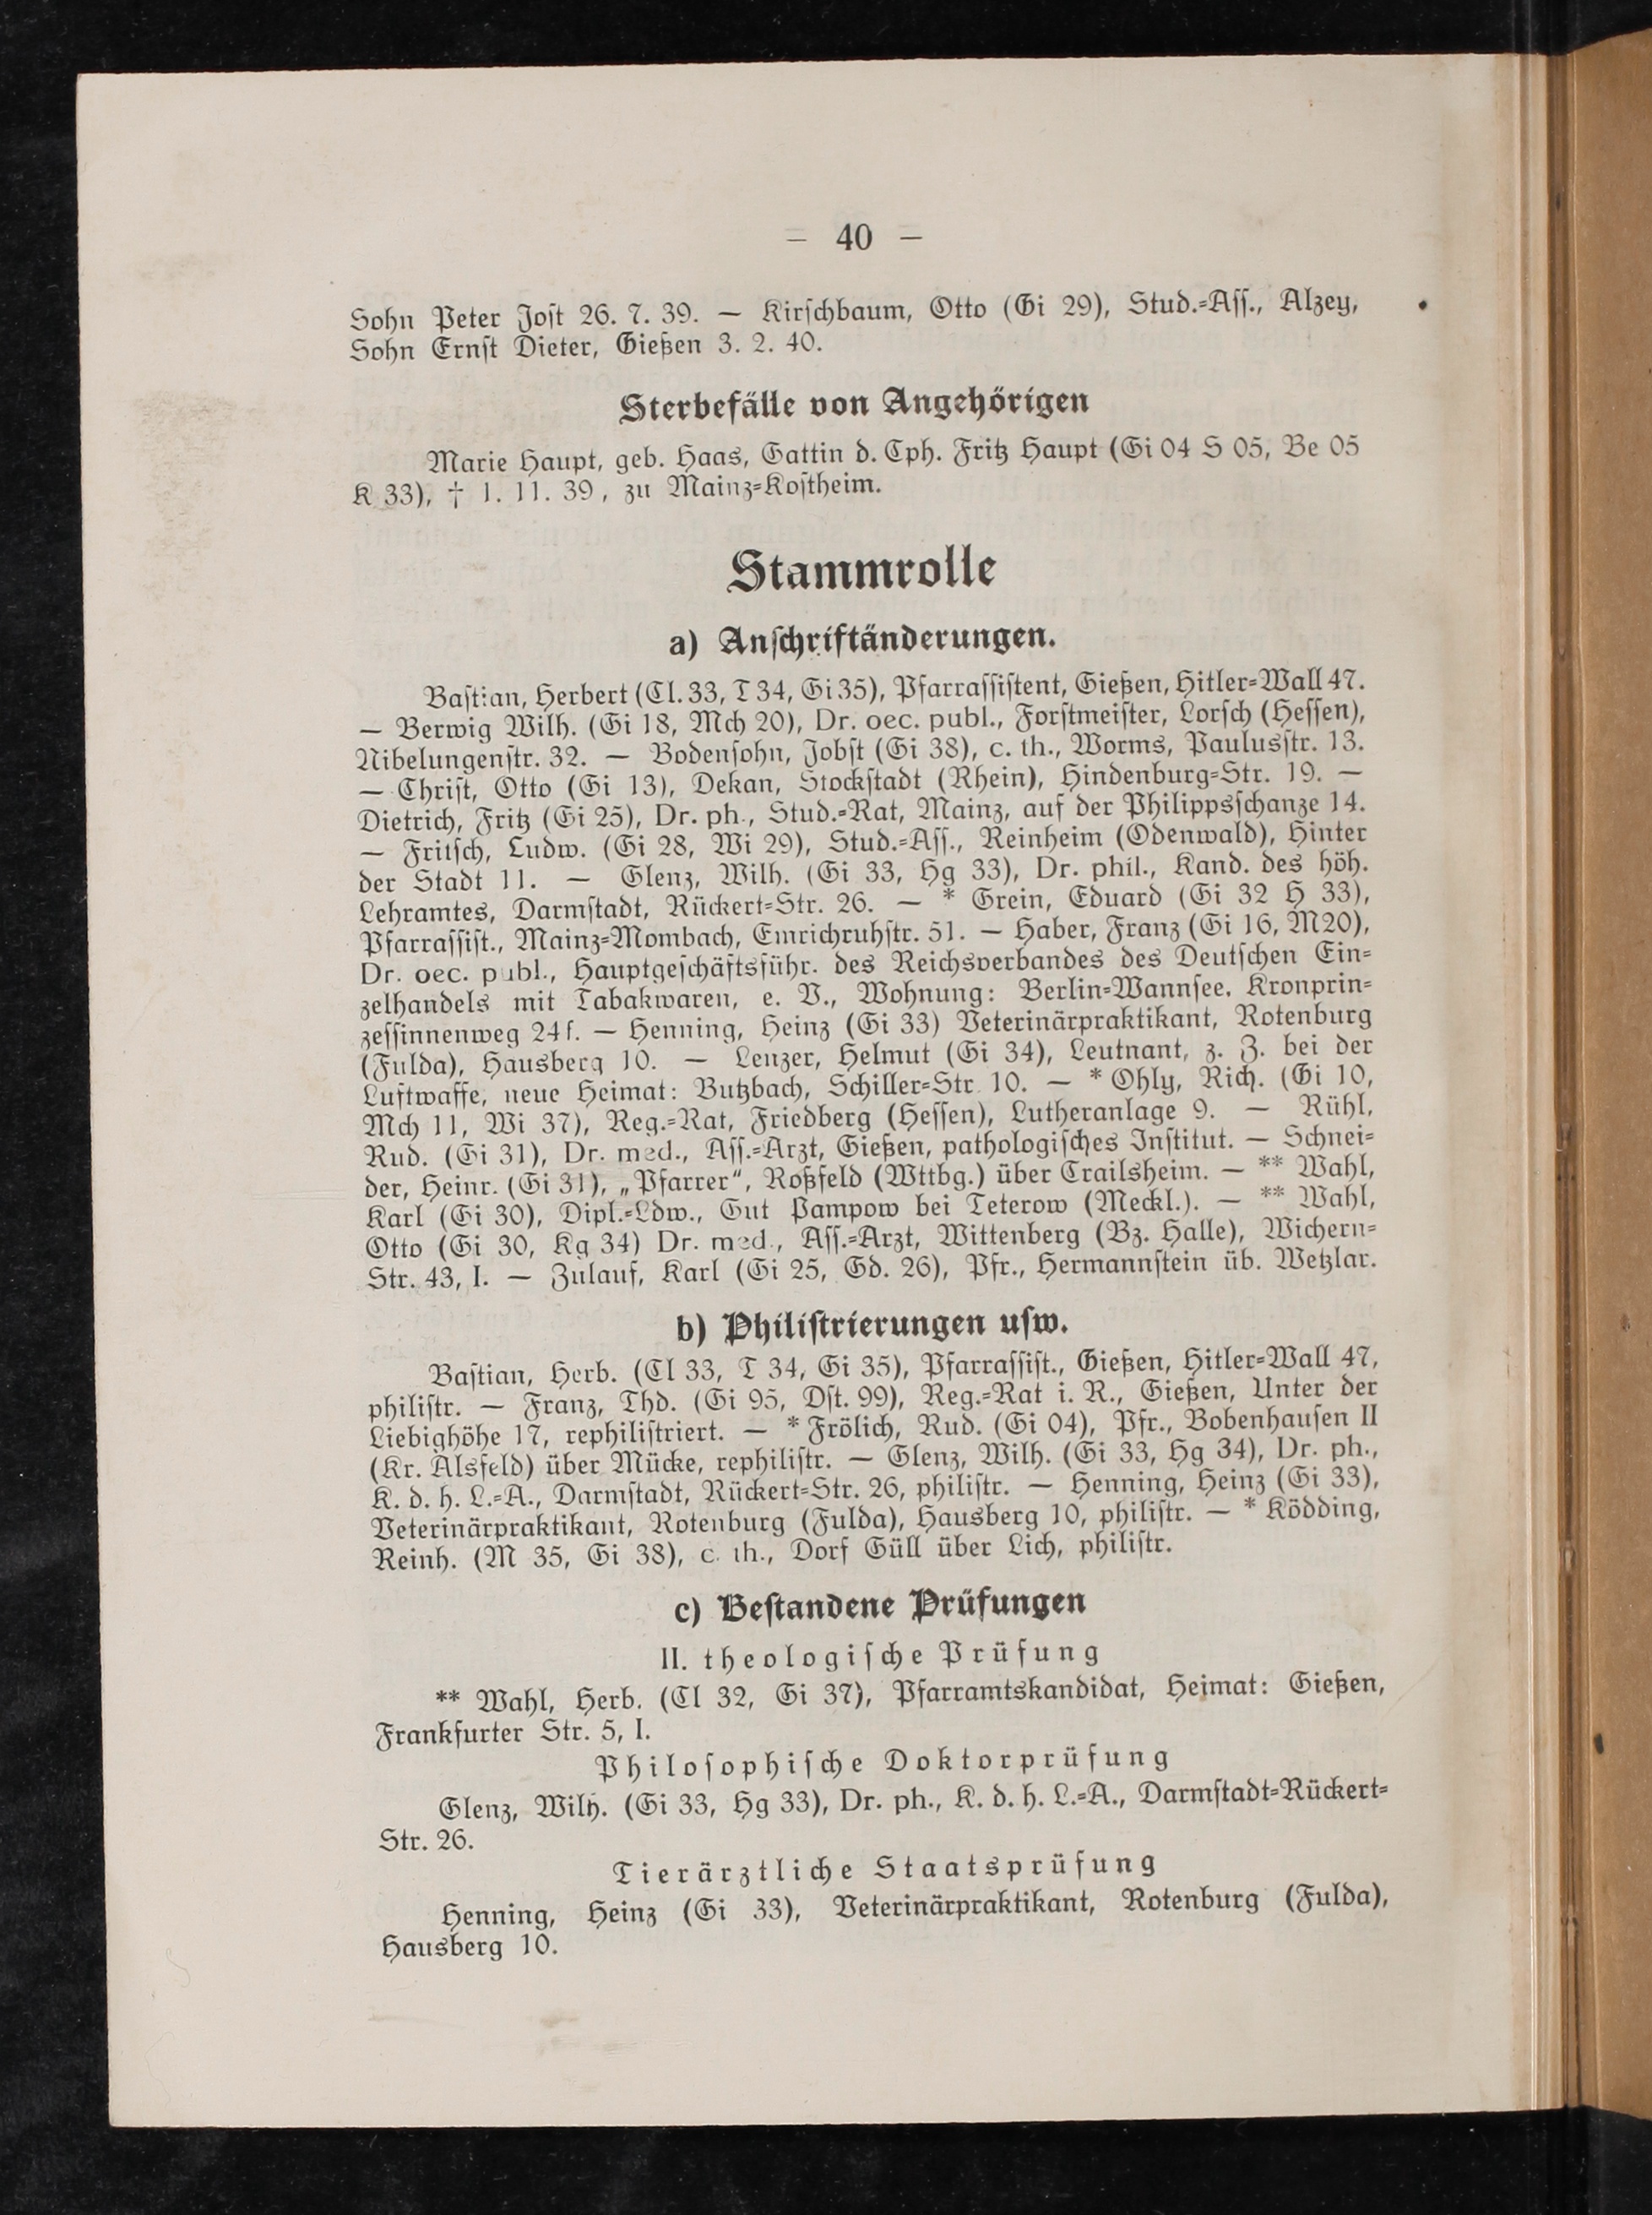 — 40 —
Sohn Peter Jost 26. 7. 39. — Kirschbaum, Otto (Gi 29), Stud.-Ass., Alzey,
Sohn Ernst Dieter, Gießen 3. 2. 40.
Sterbefälle von Angehörigen
Marie Haupt, geb. Haas, Gattin d. Cph. Fritz Haupt (Gi 04 S 05, Be 05
K 33), † 1. 11. 39, zu Mainz-Kostheim.
Stammrolle
a) Anschriftänderungen.
Bastian, Herbert (Cl. 33, T 34, Gi 35), Pfarrassistent, Gießen, Hitler-Wall 47.
— Berwig Wilh. (Gi 18, Mch 20), Dr. oec. publ., Forstmeister, Lorsch (Hessen),
Nibelungenstr. 32. — Bodensohn, Jobst (Gi 38), c. th., Worms, Paulusstr. 13.
— Christ, Otto (Gi 13), Dekan, Stockstadt (Rhein), Hindenburg-Str. 19. —
Dietrich, Fritz (Gi 25), Dr. ph., Stud.-Rat, Mainz, auf der Philippsschanze 14.
— Fritsch, Ludw. (Gi 28, Wi 29), Stud.-Ass., Reinheim (Odenwald), Hinter
der Stadt 11. — Glenz, Wilh. (Gi 33, Hg 33), Dr. phil., Kand. des höh.
Lehramtes, Darmstadt, Rückert-Str. 26. — * Grein, Eduard (Gi 32 H 33),
Pfarrassist., Mainz-Mombach, Emrichruhstr. 51. — Haber, Franz (Gi 16, M20),
Dr. oec. publ., Hauptgeschäftsführ. des Reichsverbandes des Deutschen Ein-
zelhandels mit Tabakwaren, e. V., Wohnung: Berlin-Wannsee, Kronprin-
zessinnenweg 24f. — Henning, Heinz (Gi 33) Veterinärpraktikant, Rotenburg
(Fulda), Hausberg 10. — Lenzer, Helmut (Gi 34), Leutnant, z. Z. bei der
Luftwaffe, neue Heimat: Butzbach, Schiller-Str. 10. — * Ohly, Rich. (Gi 10,
Mch 11, Wi 37), Reg.-Rat, Friedberg (Hessen), Lutheranlage 9. — Rühl,
Rud. (Gi 31), Dr. med., Ass.-Arzt, Gießen, pathologisches Institut. — Schnei-
der, Heinr. (Gi 31), „Pfarrer“, Roßfeld (Wttbg.) über Crailsheim. — ** Wahl,
Karl (Gi 30), Dipl.-Ldw., Gut Pampow bei Teterow (Meckl.). — ** Wahl,
Otto (Gi 30, Kg 34) Dr. med., Ass.-Arzt, Wittenberg (Bz. Halle), Wichern-
Str. 43, I. — Zulauf, Karl (Gi 25, Gd. 26), Pfr., Hermannstein üb. Wetzlar.
b) Philistrierungen usw.
Bastian, Herb. (Cl 33, T 34, Gi 35), Pfarrassist., Gießen, Hitler-Wall 47,
philistr. — Franz, Thd. (Gi 95, Dst. 99), Reg.-Rat i. R., Gießen, Unter der
Liebighöhe 17, rephilistriert. — * Frölich, Rud. (Gi 04), Pfr., Bobenhausen II
(Kr. Alsfeld) über Mücke, rephilistr. — Glenz, Wilh. (Gi 33, Hg 34), Dr. ph.,
K. d. h. L.-A., Darmstadt, Rückert-Str. 26, philistr. — Henning, Heinz (Gi 33),
Veterinärpraktikant, Rotenburg (Fulda), Hausberg 10, philistr. — * Ködding,
Reinh. (M 35, Gi 38), c. th., Dorf Güll über Lich, philistr.
c) Bestandene Prüfungen
II. theologische Prüfung
** Wahl, Herb. (Cl 32, Gi 37), Pfarramtskandidat, Heimat: Gießen,
Frankfurter Str. 5, I.
Philosophische Doktorprüfung
Glenz, Wilh. (Gi 33, Hg 33), Dr. ph., K. d. h. L.-A., Darmstadt-Rückert-
Str. 26.
Tierärztliche Staatsprüfung
Henning, Heinz (Gi 33), Veterinärpraktikant, Rotenburg (Fulda),
Hausberg 10.